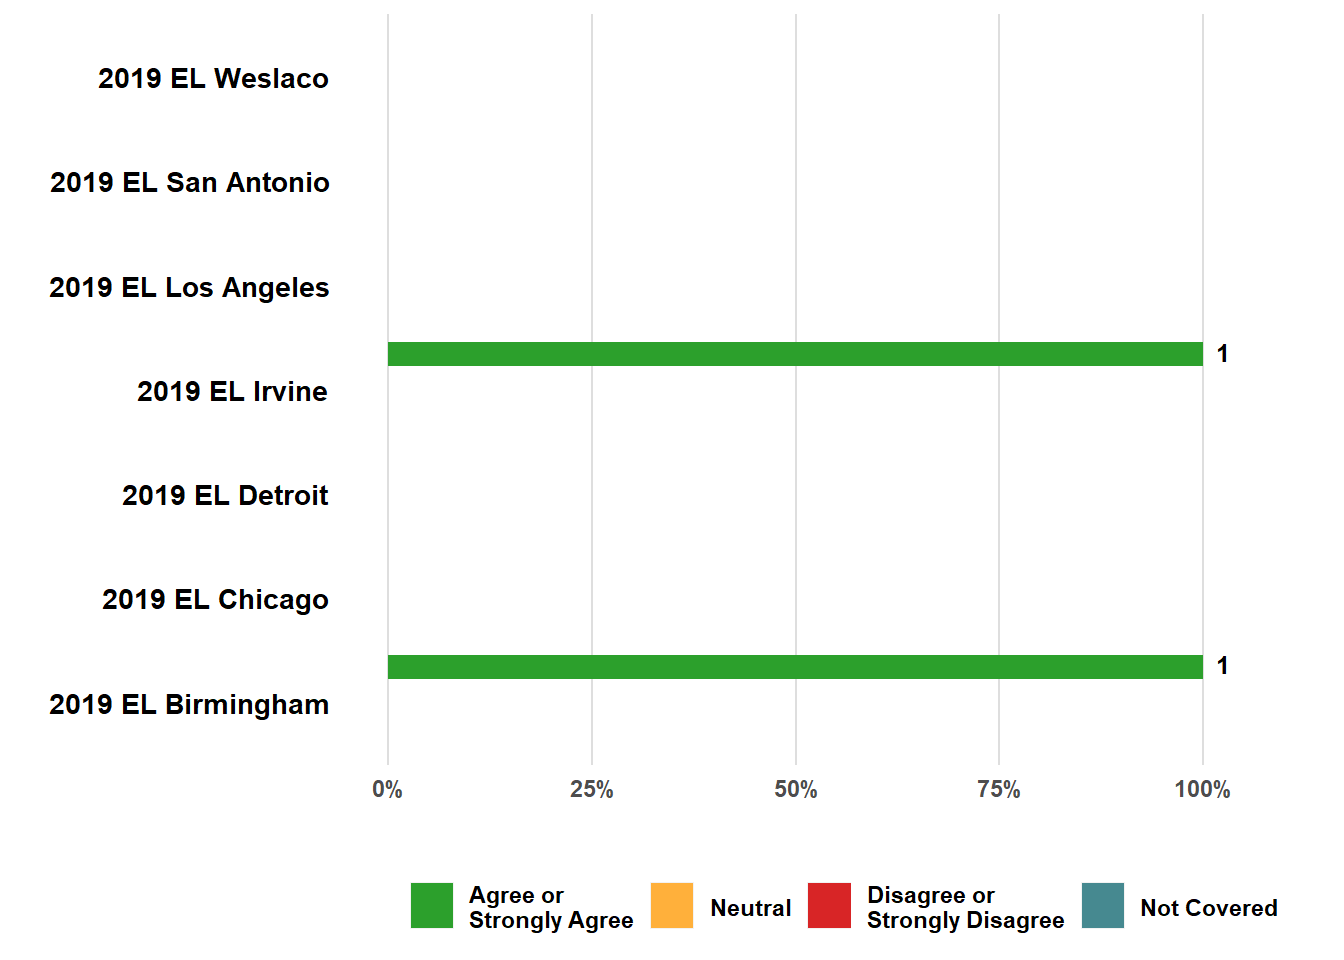 2019 EL Weslaco
2019 EL San Antonio
2019 EL Los Angeles
1
2019 EL Irvine
2019 EL Detroit
2019 EL Chicago
1
2019 EL Birmingham
0%
25%
50%
75%
100%
Agree or
Strongly Agree
Neutral
Disagree or
Strongly Disagree
Not Covered